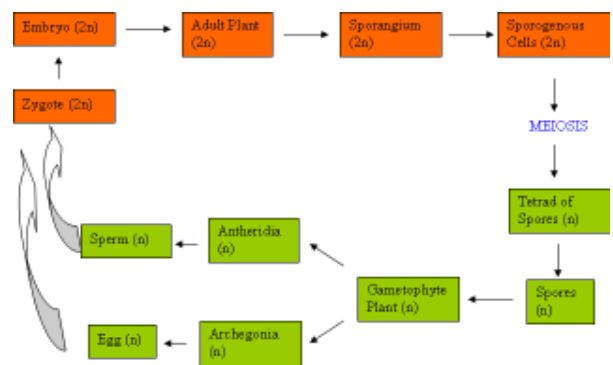 Embryo (2n)
Adult Plant
(2n)
Sporangium
(2n)
Sporogenous
Cells (2n)
Zygote (2n)
MEIOSIS
Tetrad of
Spores (n)
Antheridia
(n)
Sperm (n)
Gametophyte
Plant (n)
Spores
(n)
Egg (n)
Archegonia
(n)